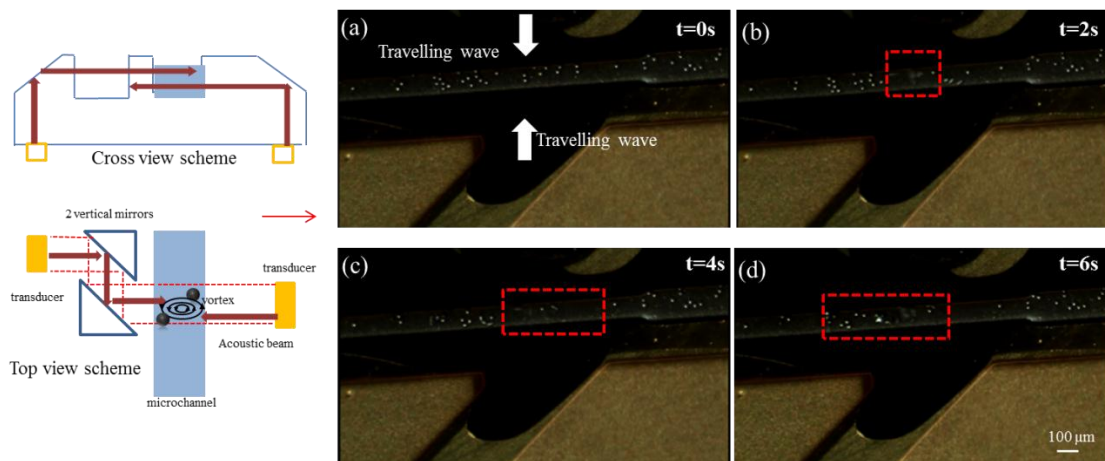 Cross view scheme
2 vertical mirrors
transducer
transducer
vortex
Acoustic beam
Top view scheme
microchannel
(a)
t=0s
Travelling wave
Travelling wave
(b)
t=2s
(c)
t=4s
(d)
t=6s
100 μm